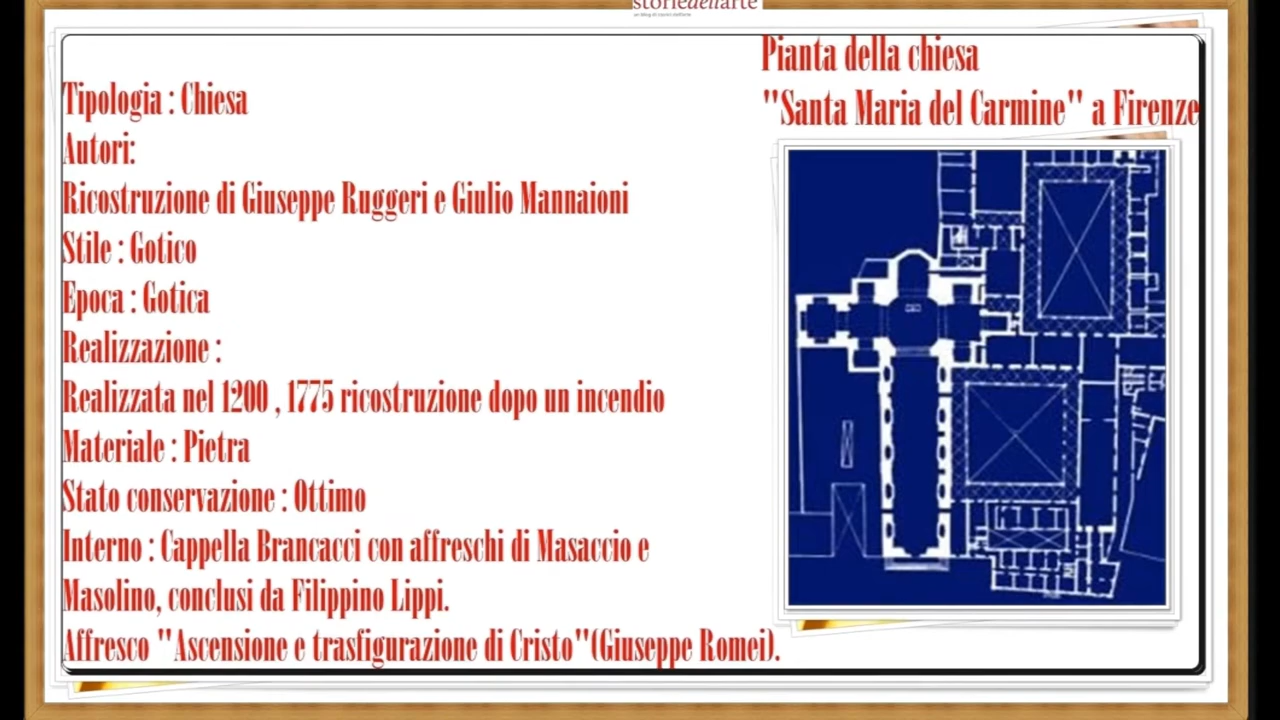 storiedellarte
Pianta della chiesa
"Santa Maria del Carmine" a Firenze
Tipologia : Chiesa
Autori:
Ricostruzione di Giuseppe Ruggeri e Giulio Mannaioni
Stile : Gotico
Epoca : Gotica
Realizzazione :
Realizzata nel 1200 , 1775 ricostruzione dopo un incendio
Materiale : Pietra
Stato conservazione : Ottimo
Interno : Cappella Brancacci con affreschi di Masaccio e
Masolino, conclusi da Filippino Lippi.
Affresco "Ascensione e trasfigurazione di Cristo"(Giuseppe Romei).